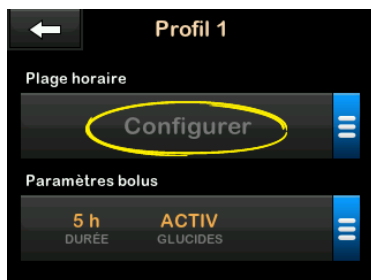 Profil 1
Plage horaire
Configurer
Paramètres bolus
5 h ACTIV
DURÉE GLUCIDES